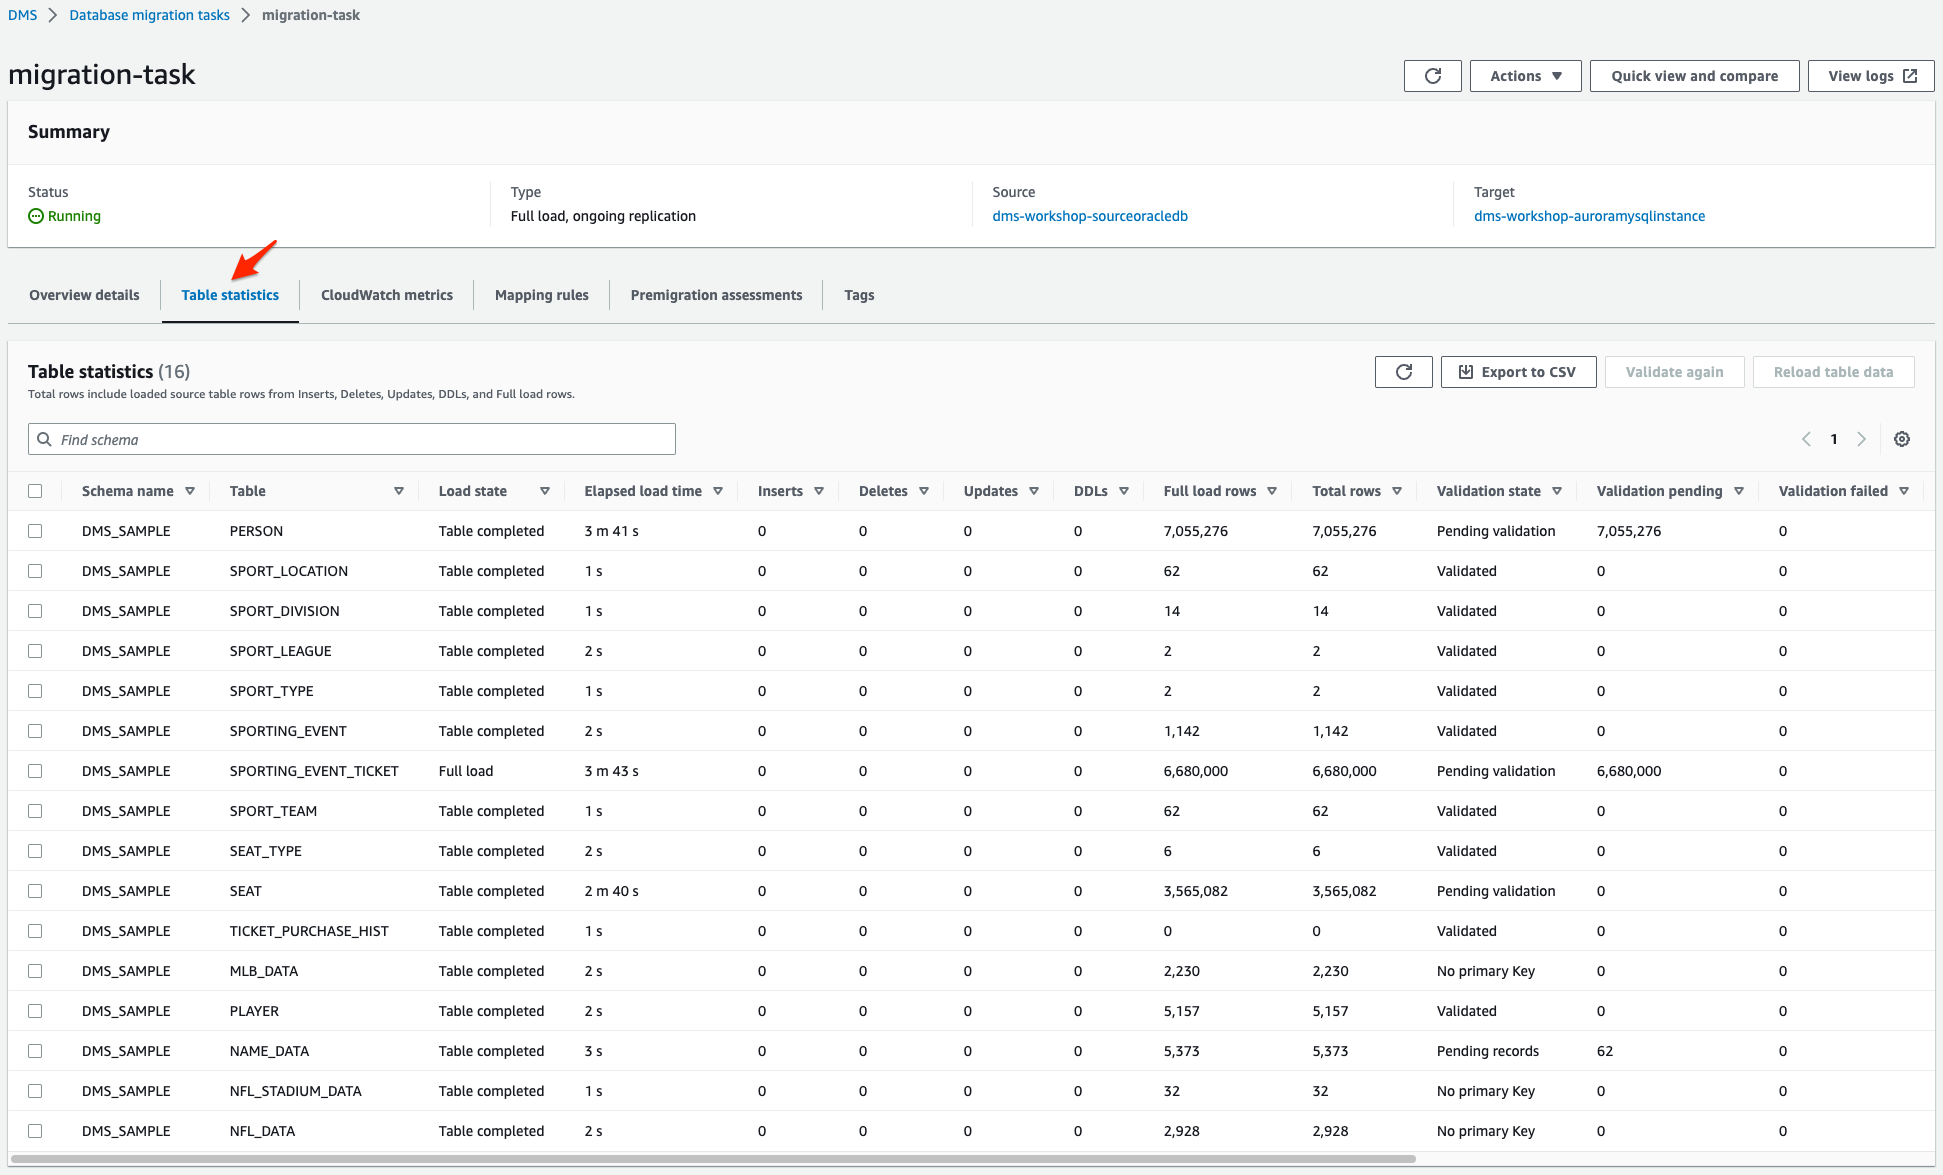 DMS > Database migration tasks > migration-task
migration-task
Actions Quick view and compare View logs
Summary
Status Type Source Target
Running Full load, ongoing replication dms-workshop-sourceoracledb dms-workshop-auroramysqlinstance
Overview details Table statistics CloudWatch metrics Mapping rules Premigration assessments Tags
Table statistics (16)
Export to CSV Validate again Reload table data
Total rows include loaded source table rows from Inserts, Deletes, Updates, DDLs, and Full load rows.
Find schema 1
Schema name Table Load state Elapsed load time Inserts Deletes Updates DDLs Full load rows Total rows Validation state Validation pending Validation failed
DMS_SAMPLE PERSON Table completed 3 m 41 s 0 0 0 0 7,055,276 7,055,276 Pending validation 7,055,276 0
DMS_SAMPLE SPORT_LOCATION Table completed 1 s 0 0 0 0 62 62 Validated 0 0
DMS_SAMPLE SPORT_DIVISION Table completed 1 s 0 0 0 0 14 14 Validated 0 0
DMS_SAMPLE SPORT_LEAGUE Table completed 2 s 0 0 0 0 2 2 Validated 0 0
DMS_SAMPLE SPORT_TYPE Table completed 1 s 0 0 0 0 2 2 Validated 0 0
DMS_SAMPLE SPORTING_EVENT Table completed 2 s 0 0 0 0 1,142 1,142 Validated 0 0
DMS_SAMPLE SPORTING_EVENT_TICKET Full load 3 m 43 s 0 0 0 0 6,680,000 6,680,000 Pending validation 6,680,000 0
DMS_SAMPLE SPORT_TEAM Table completed 1 s 0 0 0 0 62 62 Validated 0 0
DMS_SAMPLE SEAT_TYPE Table completed 2 s 0 0 0 0 6 6 Validated 0 0
DMS_SAMPLE SEAT Table completed 2 m 40 s 0 0 0 0 3,565,082 3,565,082 Pending validation 0 0
DMS_SAMPLE TICKET_PURCHASE_HIST Table completed 1 s 0 0 0 0 0 0 Validated 0 0
DMS_SAMPLE MLB_DATA Table completed 2 s 0 0 0 0 2,230 2,230 No primary Key 0 0
DMS_SAMPLE PLAYER Table completed 2 s 0 0 0 0 5,157 5,157 Validated 0 0
DMS_SAMPLE NAME_DATA Table completed 3 s 0 0 0 0 5,373 5,373 Pending records 62 0
DMS_SAMPLE NFL_STADIUM_DATA Table completed 1 s 0 0 0 0 32 32 No primary Key 0 0
DMS_SAMPLE NFL_DATA Table completed 2 s 0 0 0 0 2,928 2,928 No primary Key 0 0